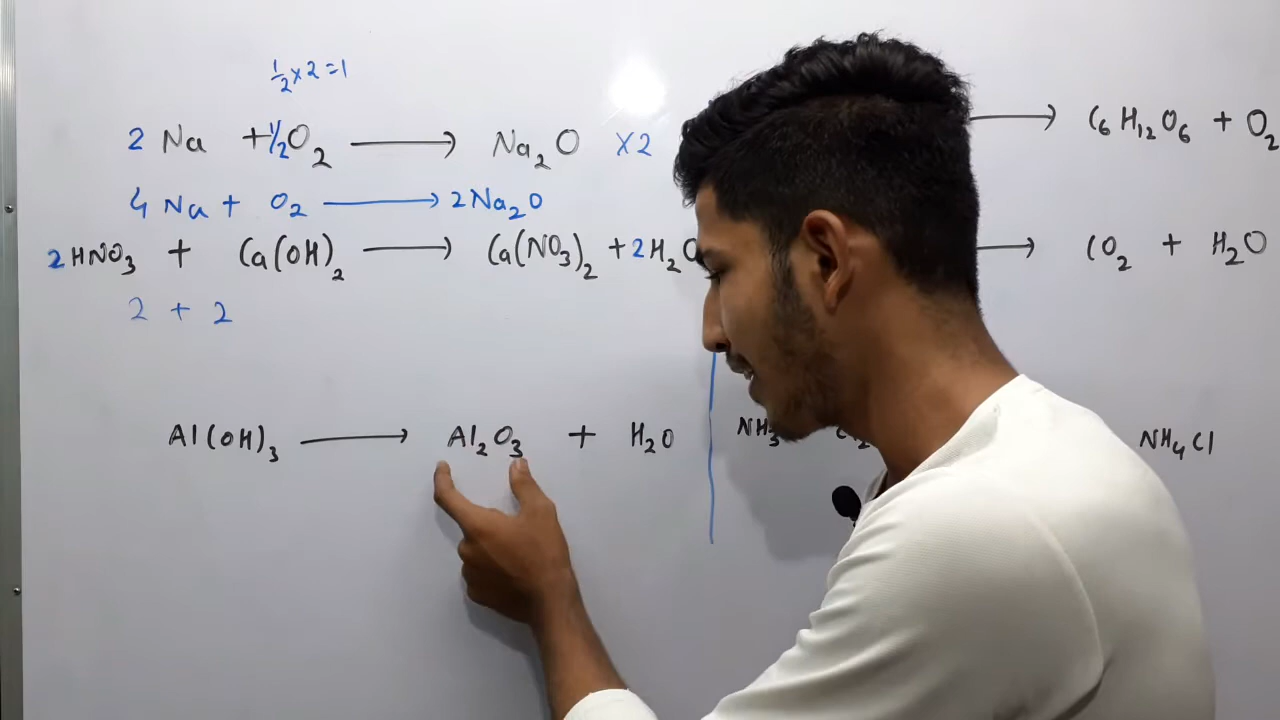 ½×2=1
2 Na + ½O₂ ⟶ Na₂O ×2
4 Na + O₂ ⟶ 2Na₂O
2HNO₃ + Ca(OH)₂ ⟶ Ca(NO₃)₂ + 2H₂O
2 + 2
Al(OH)₃ ⟶ Al₂O₃ + H₂O
⟶ C₆H₁₂O₆ + O₂
⟶ CO₂ + H₂O
NH₃ NH₄Cl